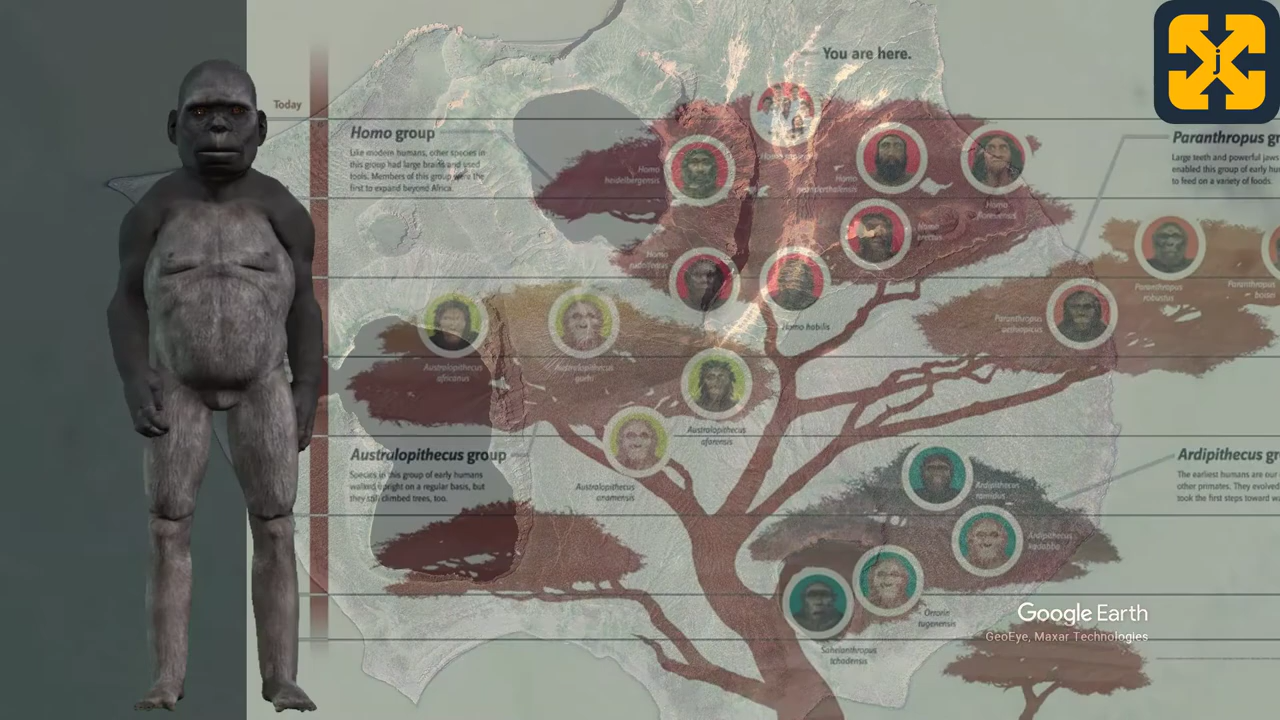 You are here.
Today
Homo group
Like modern humans, other species in
this group had large brains and used
tools. Members of this group were the
first to expand beyond Africa.
Paranthropus gr
Large teeth and powerful jaws
enabled this group of early hum
to feed on a variety of foods.
Homo
heidelbergensis
Homo
neanderthalensis
Homo
floresiensis
Homo
erectus
Homo
rudolfensis
Homo habilis
Paranthropus
robustus
Paranthropus
boisei
Paranthropus
aethiopicus
Australopithecus
africanus
Australopithecus
garhi
Australopithecus
afarensis
Australopithecus
anamensis
Australopithecus group
Species in this group of early humans
walked upright on a regular basis, but
they still climbed trees, too.
Ardipithecus gr
The earliest humans are our
other primates. They evolved
took the first steps toward wa
Ardipithecus
ramidus
Ardipithecus
kadabba
Orrorin
tugenensis
Sahelanthropus
tchadensis
Google Earth
GeoEye, Maxar Technologies
j